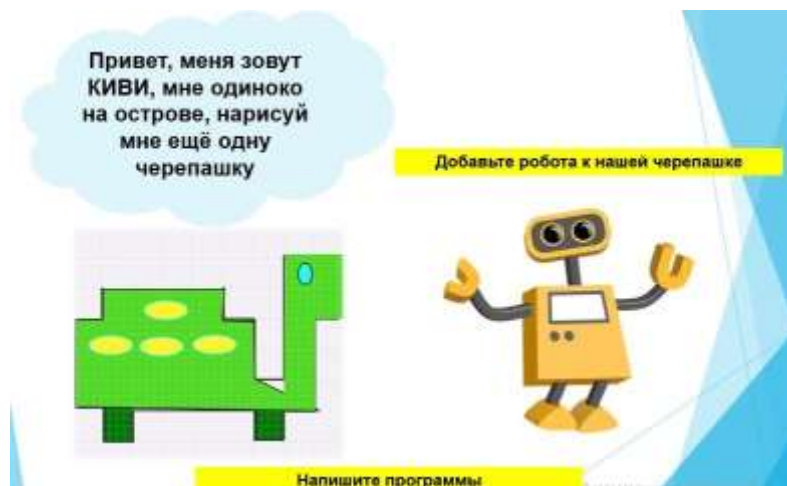 Привет, меня зовут
КИВИ, мне одиноко
на острове, нарисуй
мне ещё одну
черепашку
Добавьте робота к нашей черепашке
Напишите программы